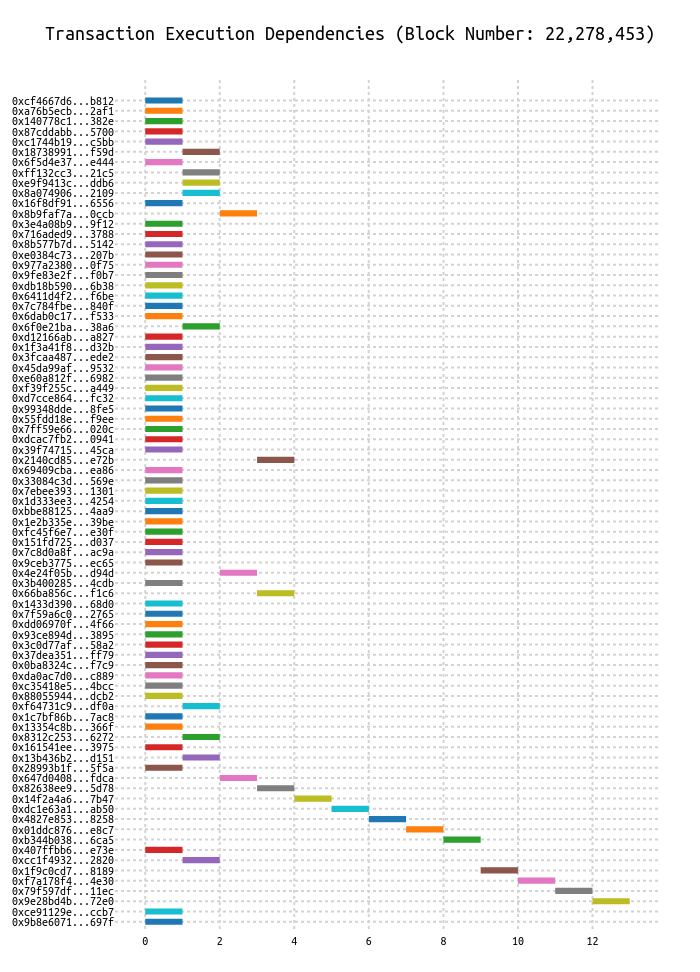 Transaction Execution Dependencies (Block Number: 22,278,453)
0xcf4667d6...b812
0xa76b5ecb...2af1
0x140778c1...382e
0x87cddabb...5700
0xc1744b19...c5bb
0x18738991...f59d
0x6f5d4e37...e444
0xff132cc3...21c5
0xe9f9413c...ddb6
0x8a074906...2109
0x16f8df91...6556
0x8b9faf7a...0ccb
0x3e4a08b9...9f12
0x716aded9...3788
0x8b577b7d...5142
0xe0384c73...207b
0x977a2380...0f75
0x9fe83e2f...f0b7
0xdb18b590...6b38
0x6411d4f2...f6be
0x7c784fbe...840f
0x6dab0c17...f533
0x6f0e21ba...38a6
0xd12166ab...a827
0x1f3a41f8...d32b
0x3fcaa487...ede2
0x45da99af...9532
0xe60a812f...6982
0xf39f255c...a449
0xd7cce864...fc32
0x99348dde...8fe5
0x55fdd18e...f9ee
0x7ff59e66...020c
0xdcac7fb2...0941
0x39f74715...45ca
0x2140cd85...e72b
0x69409cba...ea86
0x33084c3d...569e
0x7ebee393...1301
0x1d333ee3...4254
0xbbe88125...4aa9
0x1e2b335e...39be
0xfc45f6e7...e30f
0x151fd725...d037
0x7c8d0a8f...ac9a
0x9ceb3775...ec65
0x4e24f05b...d94d
0x3b400285...4cdb
0x66ba856c...f1c6
0x1433d390...68d0
0x7f59a6c0...2765
0xdd06970f...4f66
0x93ce894d...3895
0x3c0d77af...58a2
0x37dea351...ff79
0x0ba8324c...f7c9
0xda0ac7d0...c889
0xc35418e5...4bcc
0x88055944...dcb2
0xf64731c9...df0a
0x1c7bf86b...7ac8
0x13354c8b...366f
0x8312c253...6272
0x161541ee...3975
0x13b436b2...d151
0x28993b1f...5f5a
0x647d0408...fdca
0x82638ee9...5d78
0x14f2a4a6...7b47
0xdc1e63a1...ab50
0x4827e853...8258
0x01ddc876...e8c7
0xb344b038...6ca5
0x407ffbb6...e73e
0xcc1f4932...2820
0x1f9c0cd7...8189
0xf7a178f4...4e30
0x79f597df...11ec
0x9e28bd4b...72e0
0xce91129e...ccb7
0x9b8e6071...697f
0 2 4 6 8 10 12